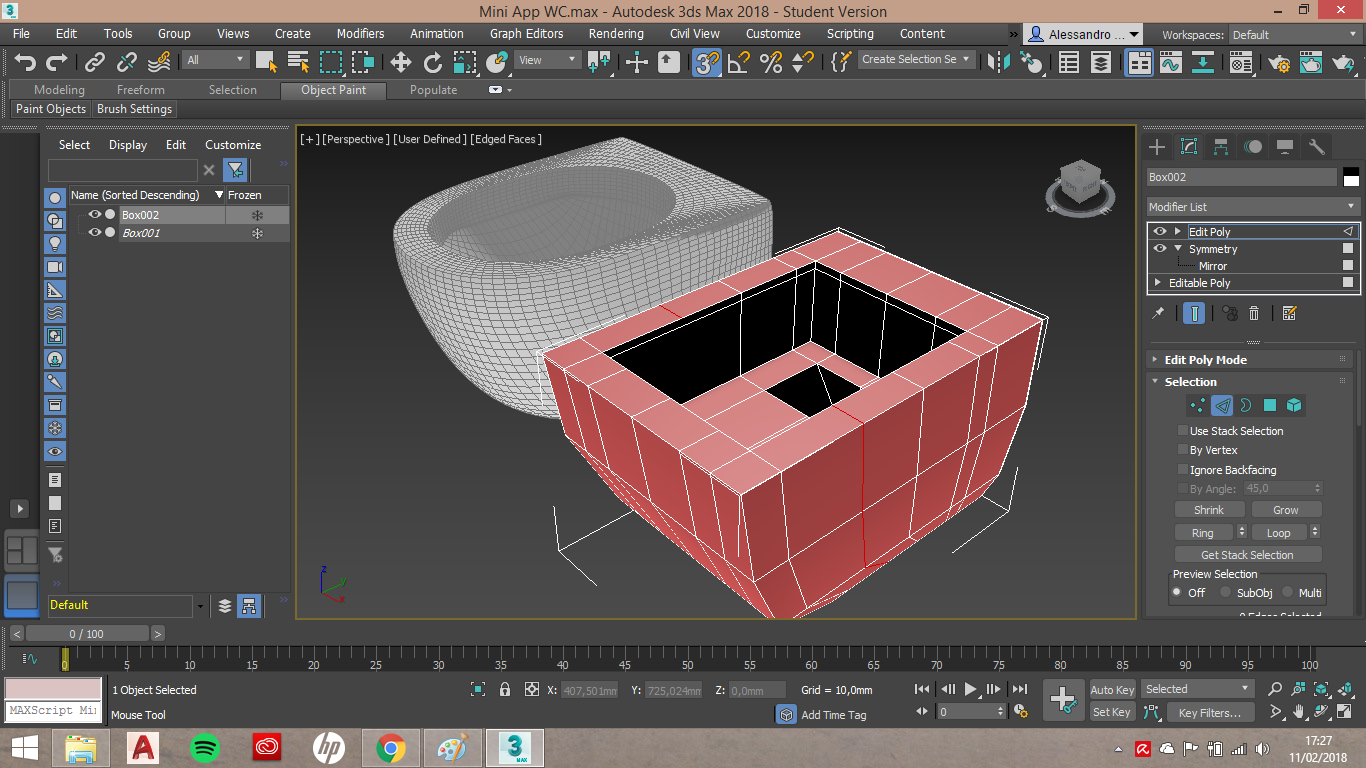 Mini App WC.max - Autodesk 3ds Max 2018 - Student Version
File Edit Tools Group Views Create Modifiers Animation Graph Editors Rendering Civil View Customize Scripting Content » Alessandro ... Workspaces: Default
All View Create Selection Se
Modeling Freeform Selection Object Paint Populate
Paint Objects Brush Settings
Select Display Edit Customize
Name (Sorted Descending) Frozen
Box002
Box001
Default
[+] [Perspective ] [User Defined ] [Edged Faces ]
z
y
x
Box002
Modifier List
Edit Poly
Symmetry
Mirror
Editable Poly
Edit Poly Mode
Selection
Use Stack Selection
By Vertex
Ignore Backfacing
By Angle: 45,0
Shrink Grow
Ring Loop
Get Stack Selection
Preview Selection
Off SubObj Multi
0 Edges Selected
< 0 / 100 >
0 5 10 15 20 25 30 35 40 45 50 55 60 65 70 75 80 85 90 95 100
1 Object Selected X: 407,501mm Y: 725,024mm Z: 0,0mm Grid = 10,0mm Auto Key Selected
MAXScript Mi Mouse Tool Add Time Tag 0 Set Key Key Filters...
3 MAX
17:27
11/02/2018